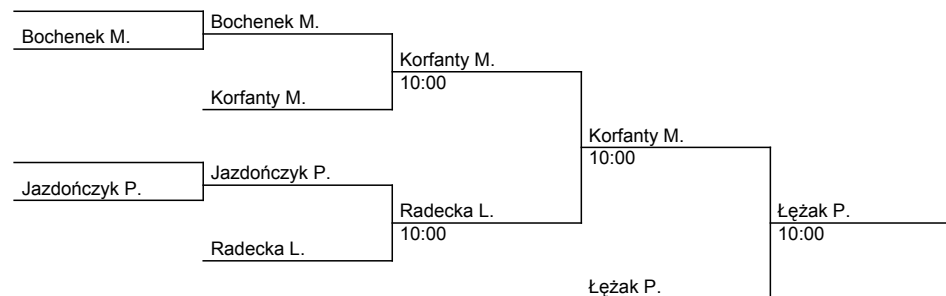 Bochenek M.
Bochenek M.
Korfanty M.
10:00
Korfanty M.
Korfanty M.
10:00
Jazdończyk P.
Jazdończyk P.
Radecka L.
10:00
Radecka L.
Łężak P.
10:00
Łężak P.